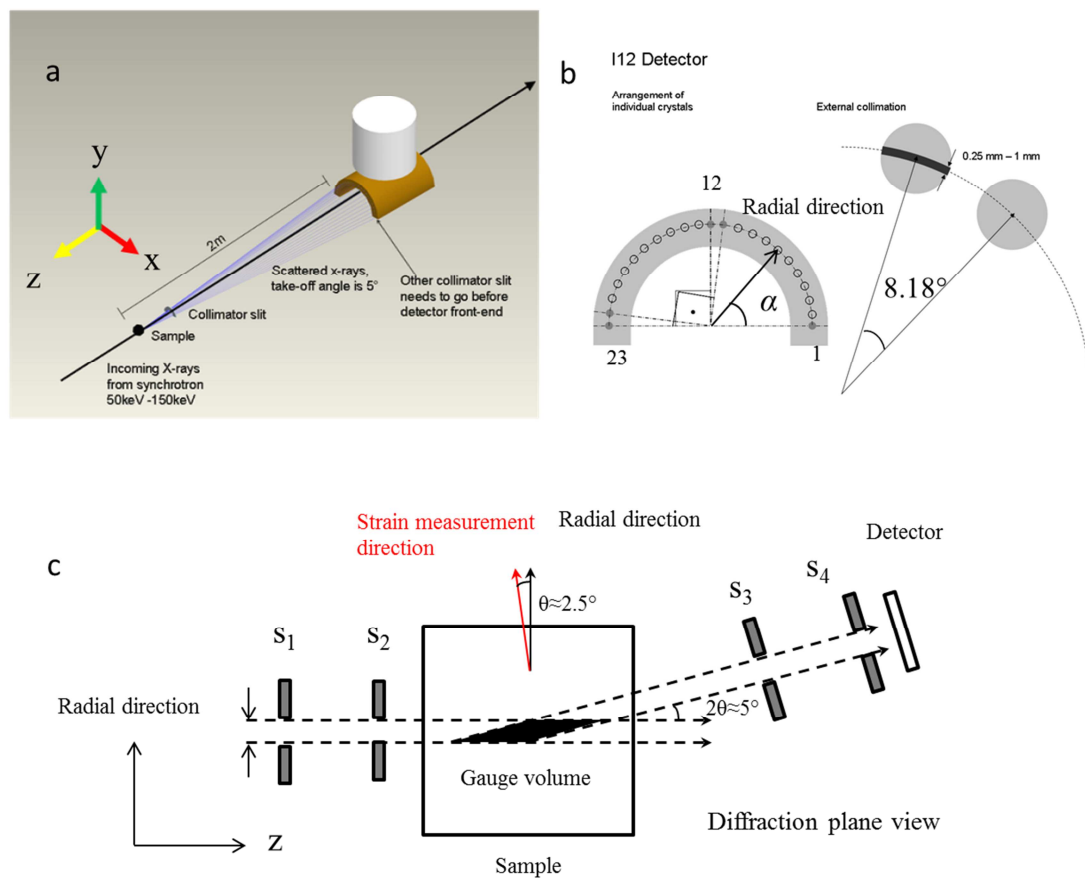 a
y
x
z
2m
Scattered x-rays,
take-off angle is 5°
Other collimator slit
needs to go before
detector front-end
Collimator slit
Sample
Incoming X-rays
from synchrotron
50keV -150keV
b
I12 Detector
Arrangement of
individual crystals
External collimation
0.25 mm – 1 mm
12
Radial direction
α
23
1
8.18°
c
Strain measurement
direction
Radial direction
Detector
θ≈2.5°
S1
S2
S3
S4
Radial direction
2θ≈5°
Gauge volume
z
Diffraction plane view
Sample